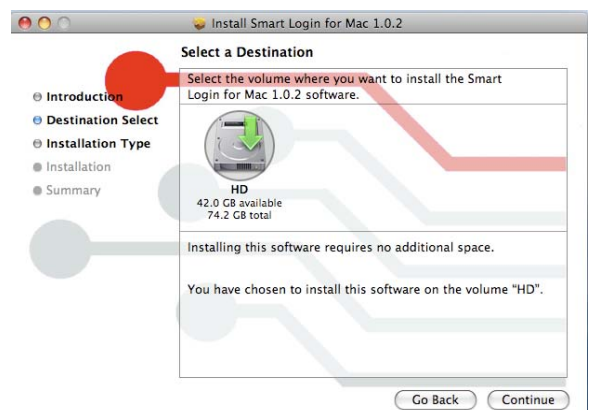 Install Smart Login for Mac 1.0.2
Select a Destination
Introduction
Destination Select
Installation Type
Installation
Summary
Select the volume where you want to install the Smart
Login for Mac 1.0.2 software.
HD
42.0 GB available
74.2 GB total
Installing this software requires no additional space.
You have chosen to install this software on the volume “HD”.
Go Back
Continue